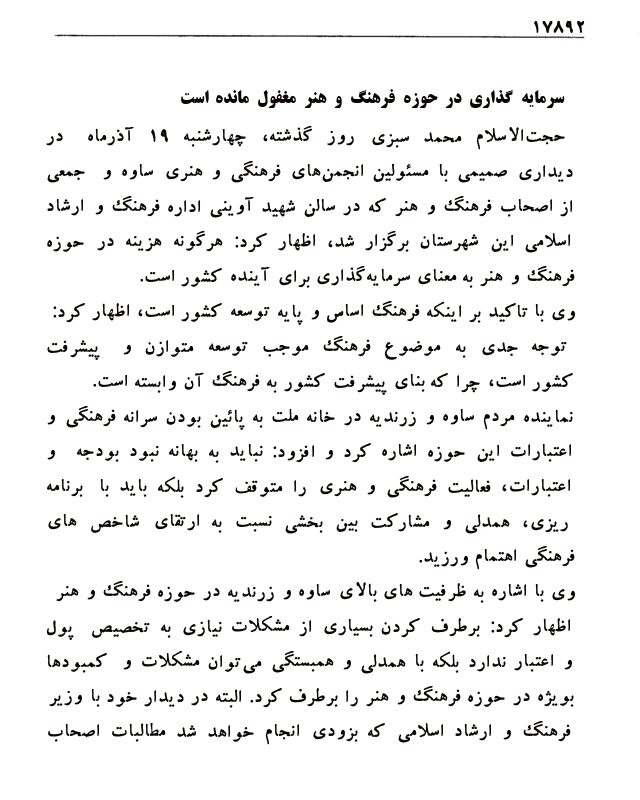 ۱۷۸۹۲
سرمایه گذاری در حوزه فرهنگ و هنر مغفول مانده است
حجت‌الاسلام محمد سبزی روز گذشته، چهارشنبه ۱۹ آذرماه در
دیداری صمیمی با مسئولین انجمن‌های فرهنگی و هنری ساوه و جمعی
از اصحاب فرهنگ و هنر که در سالن شهید آوینی اداره فرهنگ و ارشاد
اسلامی این شهرستان برگزار شد، اظهار کرد: هرگونه هزینه در حوزه
فرهنگ و هنر به معنای سرمایه‌گذاری برای آینده کشور است.
وی با تاکید بر اینکه فرهنگ اساس و پایه توسعه کشور است، اظهار کرد:
توجه جدی به موضوع فرهنگ موجب توسعه متوازن و پیشرفت
کشور است، چرا که بنای پیشرفت کشور به فرهنگ آن وابسته است.
نماینده مردم ساوه و زرندیه در خانه ملت به پائین بودن سرانه فرهنگی و
اعتبارات این حوزه اشاره کرد و افزود: نباید به بهانه نبود بودجه و
اعتبارات، فعالیت فرهنگی و هنری را متوقف کرد بلکه باید با برنامه
ریزی، همدلی و مشارکت بین بخشی نسبت به ارتقای شاخص های
فرهنگی اهتمام ورزید.
وی با اشاره به ظرفیت های بالای ساوه و زرندیه در حوزه فرهنگ و هنر
اظهار کرد: برطرف کردن بسیاری از مشکلات نیازی به تخصیص پول
و اعتبار ندارد بلکه با همدلی و همبستگی می‌توان مشکلات و کمبودها
بویژه در حوزه فرهنگ و هنر را برطرف کرد. البته در دیدار خود با وزیر
فرهنگ و ارشاد اسلامی که بزودی انجام خواهد شد مطالبات اصحاب